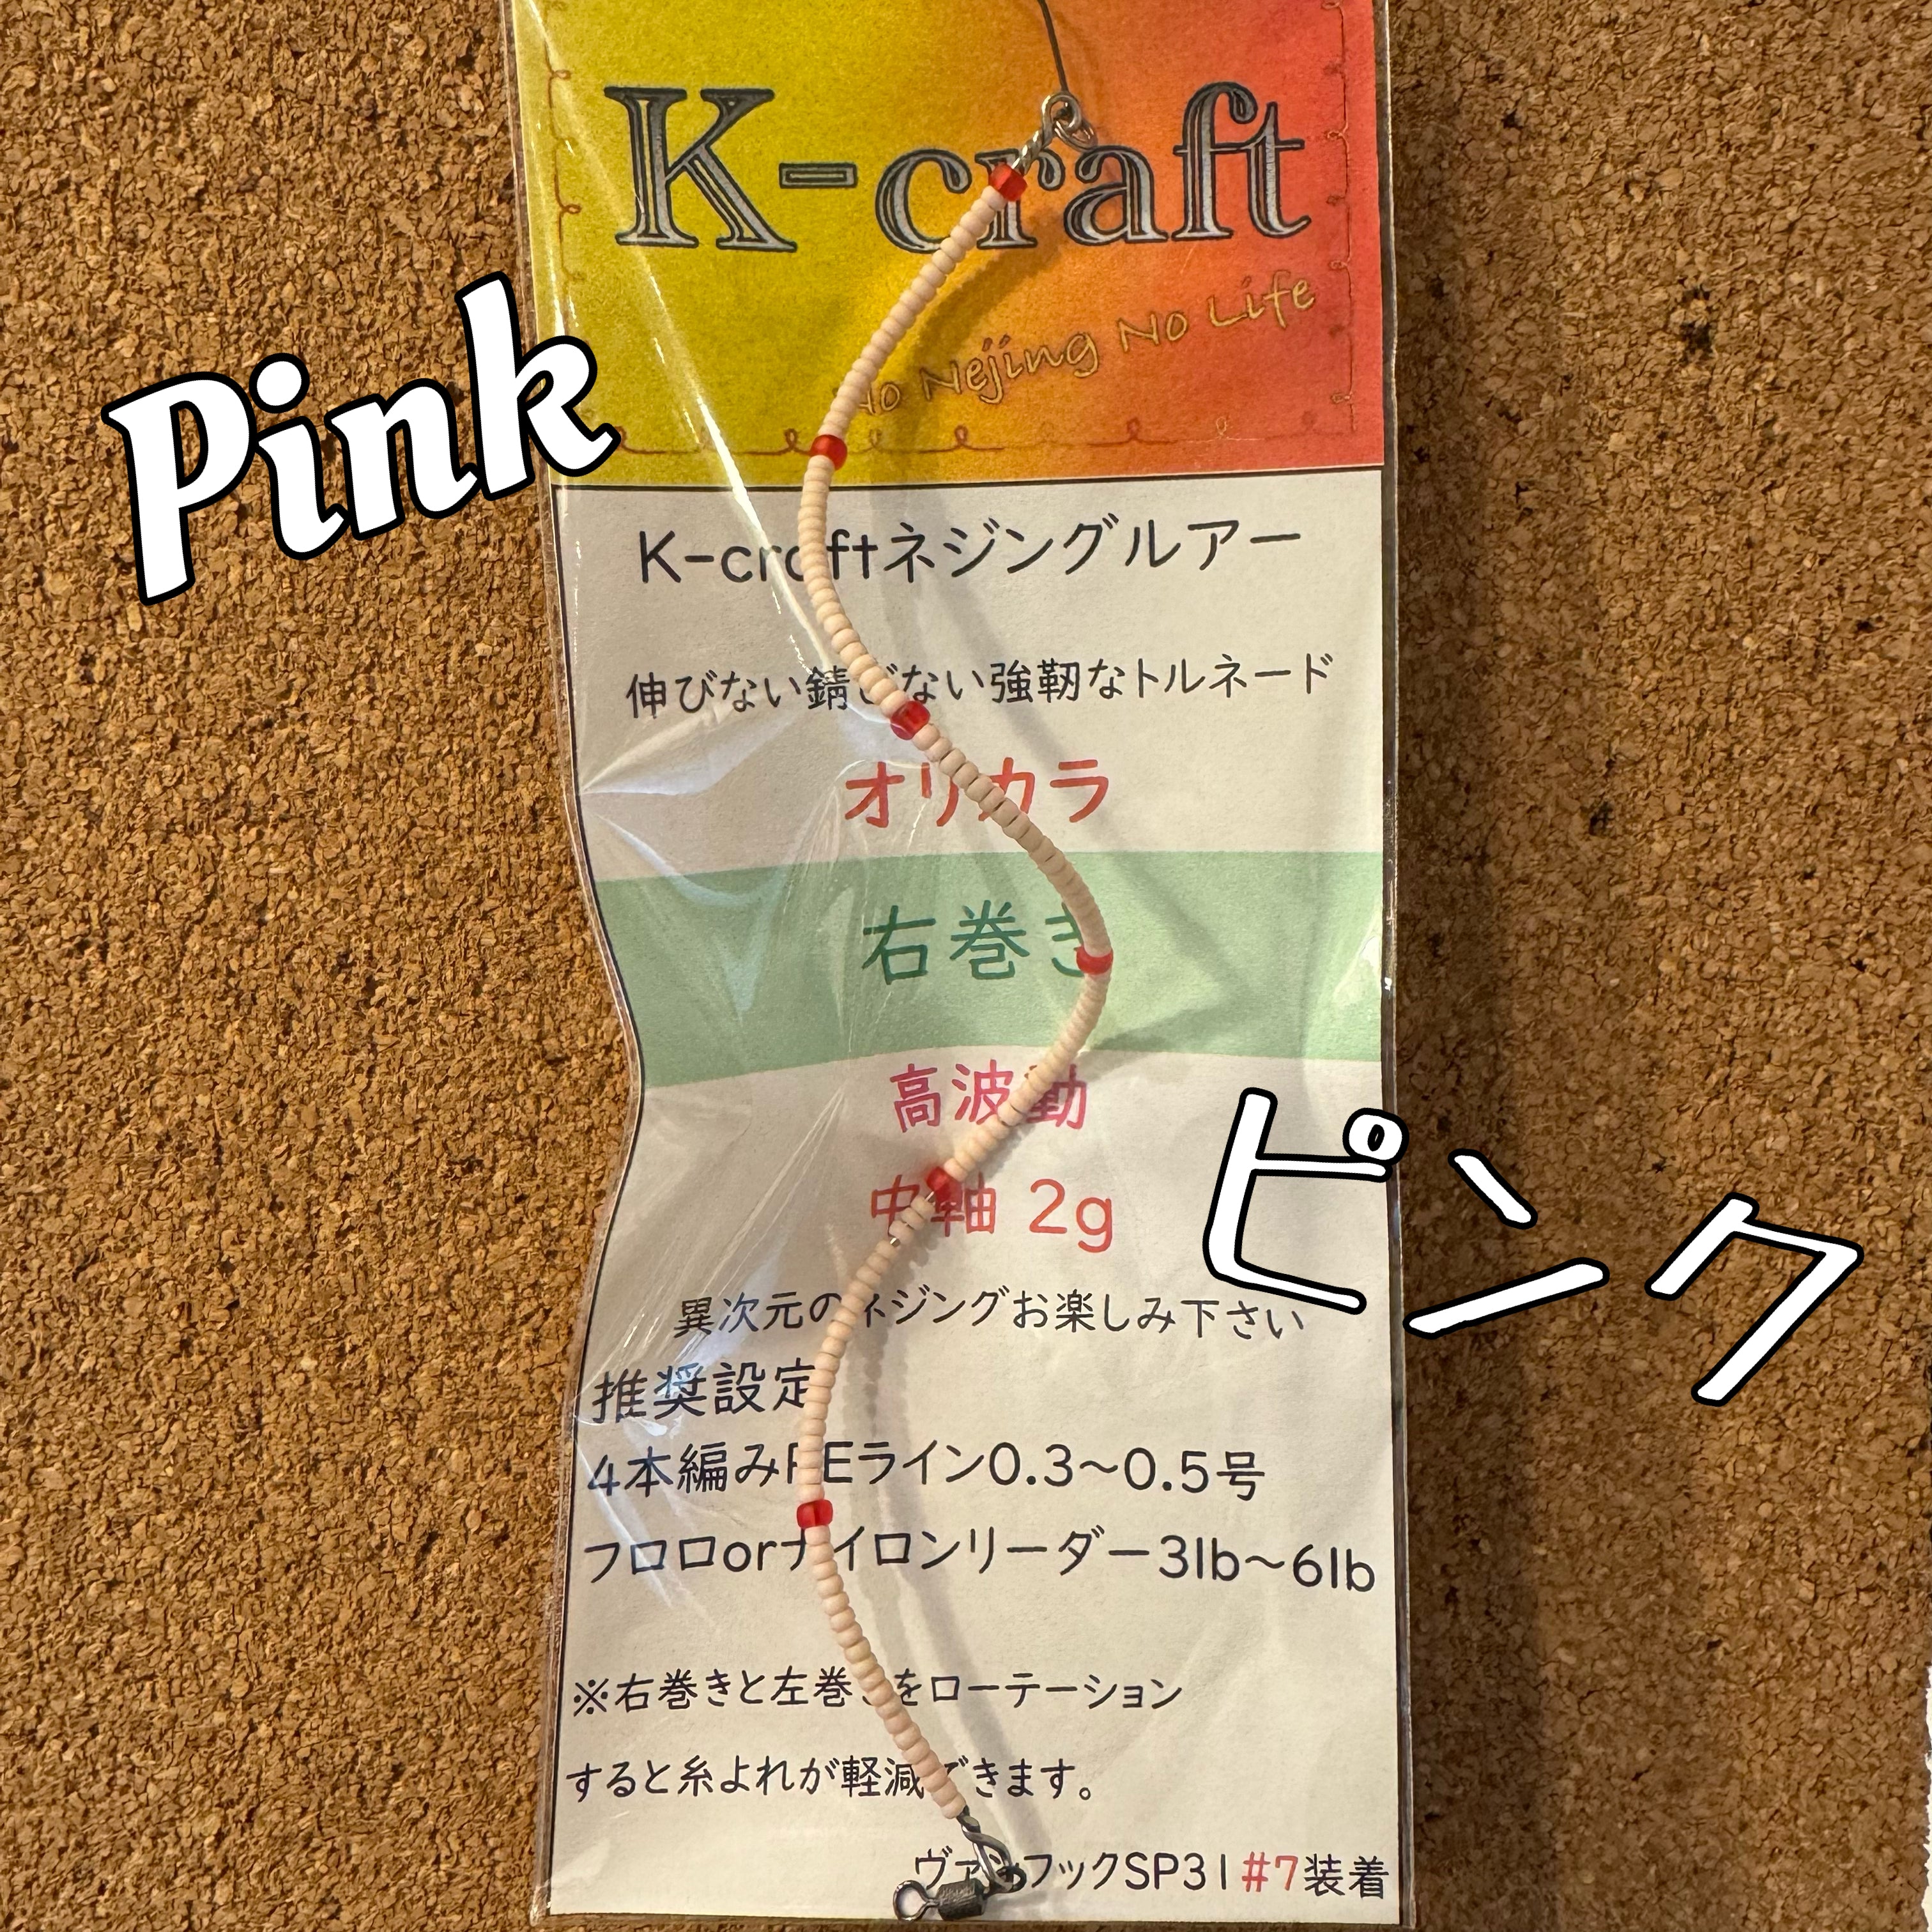 K-craft
No Nejing No Life
Pink
K-craftネジングルアー
伸びない錆びない強靭なトルネード
オリカラ
右巻き
高波動
ピンク
中軸 2g
異次元のネジングお楽しみ下さい
推奨設定
4本編みPEライン0.3〜0.5号
フロロorナイロンリーダー3lb〜6lb
※右巻きと左巻きをローテーション
すると糸よれが軽減できます。
ヴァンフックSP31#7装着